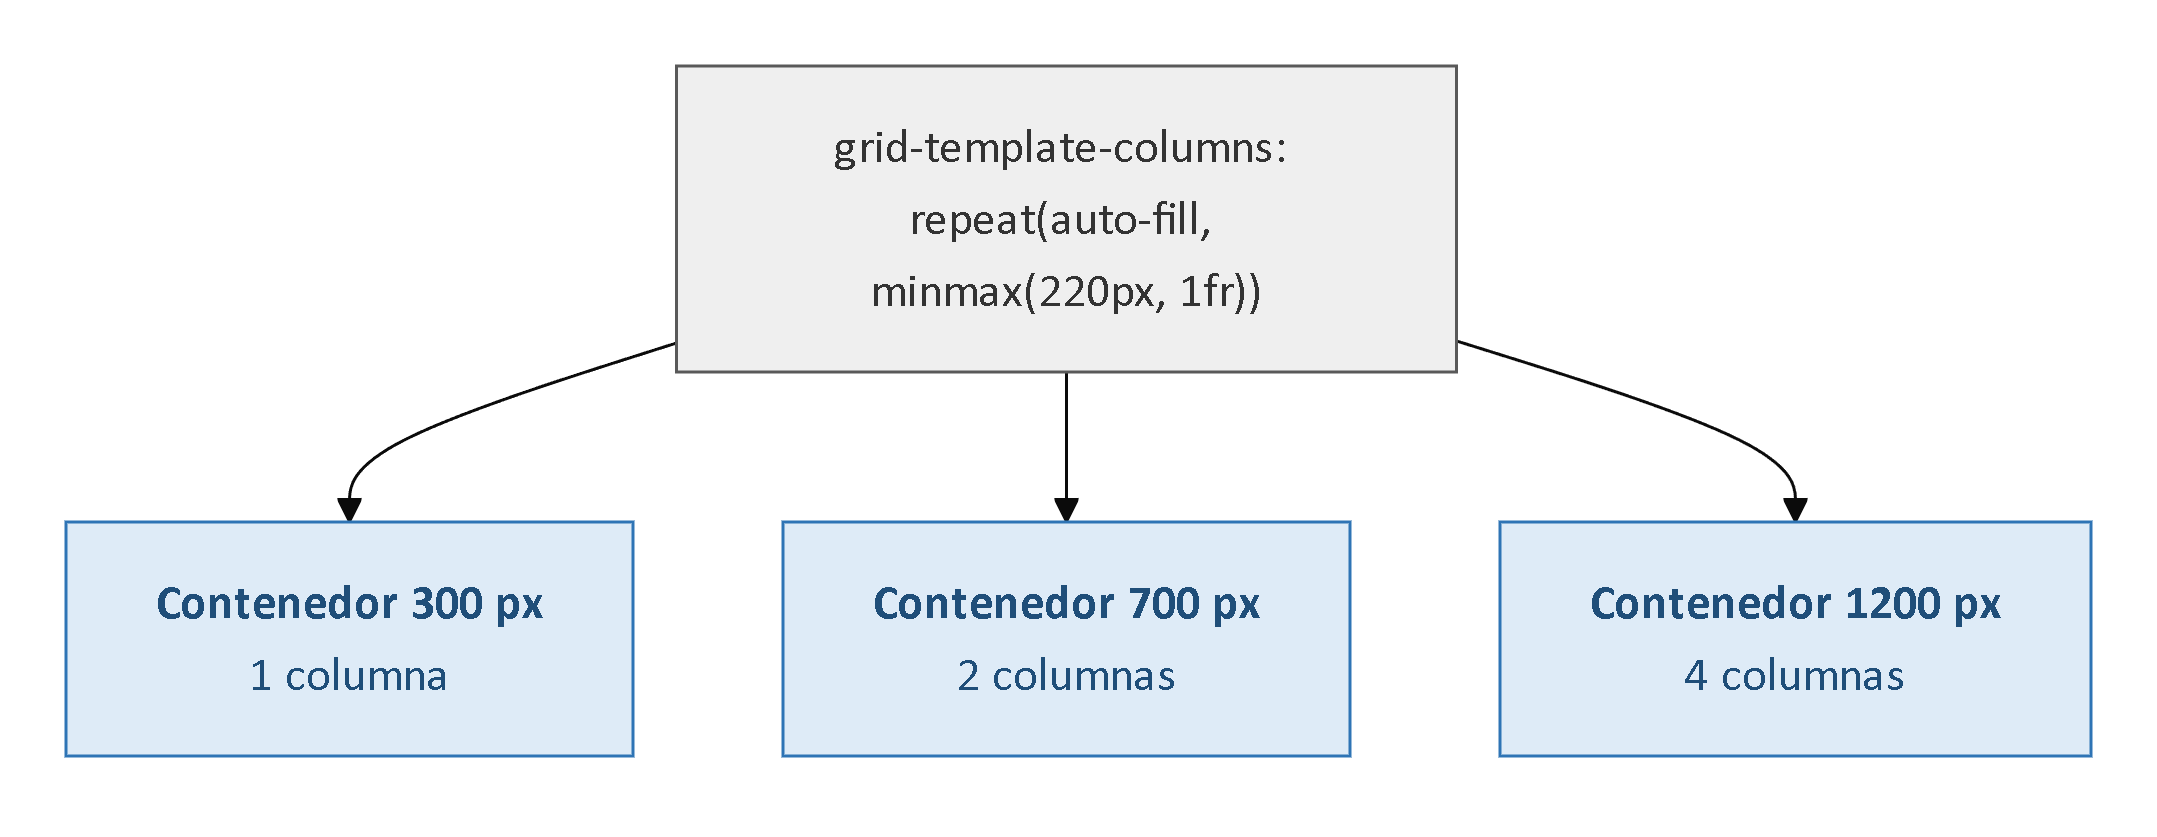 grid-template-columns:
repeat(auto-fill,
minmax(220px, 1fr))
Contenedor 300 px
1 columna
Contenedor 700 px
2 columnas
Contenedor 1200 px
4 columnas